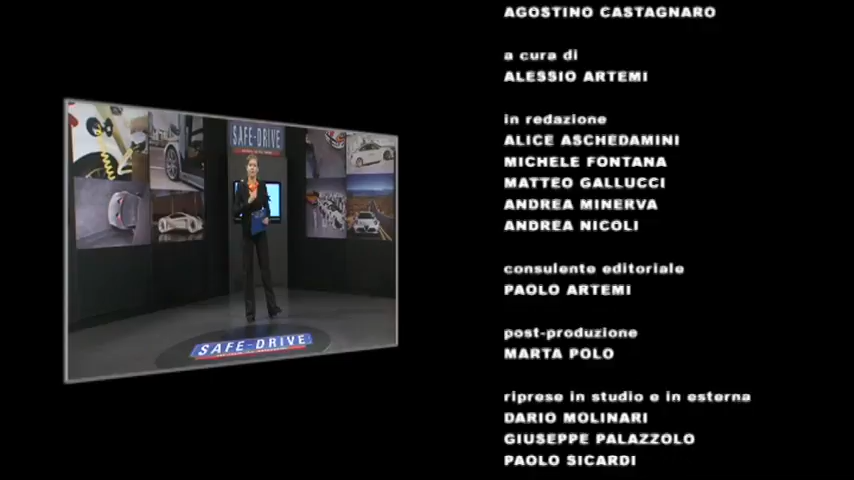 AGOSTINO CASTAGNARO
a cura di
ALESSIO ARTEMI
in redazione
ALICE ASCHEDAMINI
MICHELE FONTANA
MATTEO GALLUCCI
ANDREA MINERVA
ANDREA NICOLI
consulente editoriale
PAOLO ARTEMI
post-produzione
MARTA POLO
riprese in studio e in esterna
DARIO MOLINARI
GIUSEPPE PALAZZOLO
PAOLO SICARDI
SAFE-DRIVE
SAFE-DRIVE